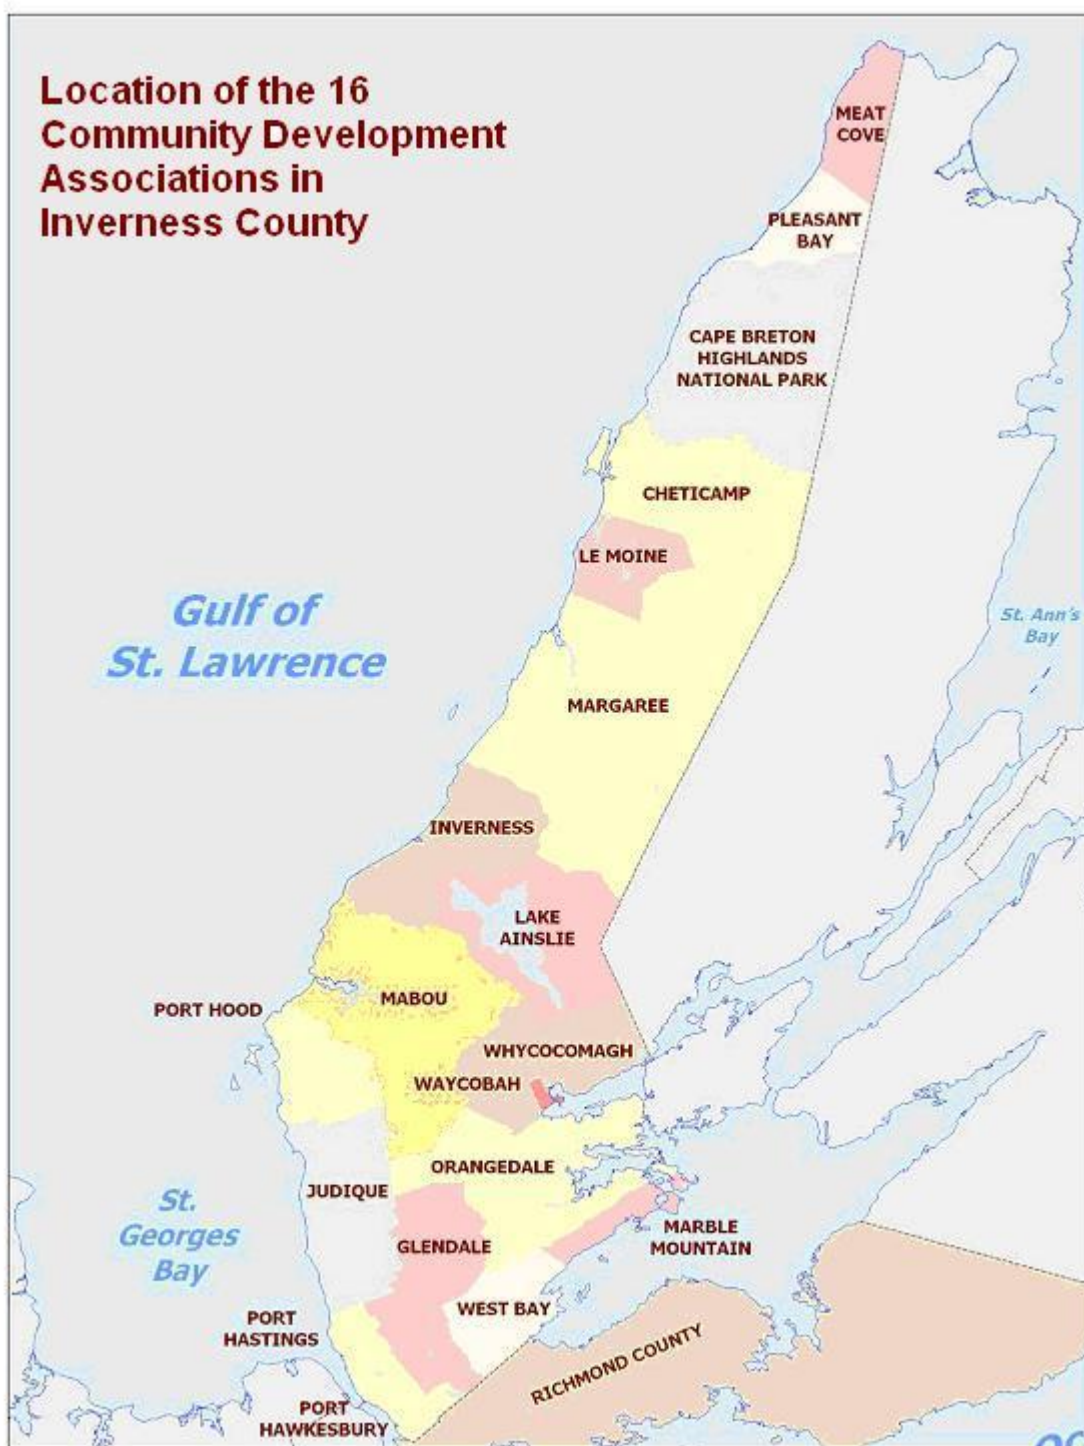 Location of the 16
Community Development
Associations in
Inverness County
MEAT
COVE
PLEASANT
BAY
CAPE BRETON
HIGHLANDS
NATIONAL PARK
CHETICAMP
LE MOINE
Gulf of
St. Lawrence
St. Ann's
Bay
MARGAREE
INVERNESS
LAKE
AINSLIE
MABOU
PORT HOOD
WHYCOCOMAGH
WAYCOBAH
ORANGEDALE
JUDIQUE
St.
Georges
Bay
GLENDALE
MARBLE
MOUNTAIN
WEST BAY
PORT
HASTINGS
RICHMOND COUNTY
PORT
HAWKESBURY